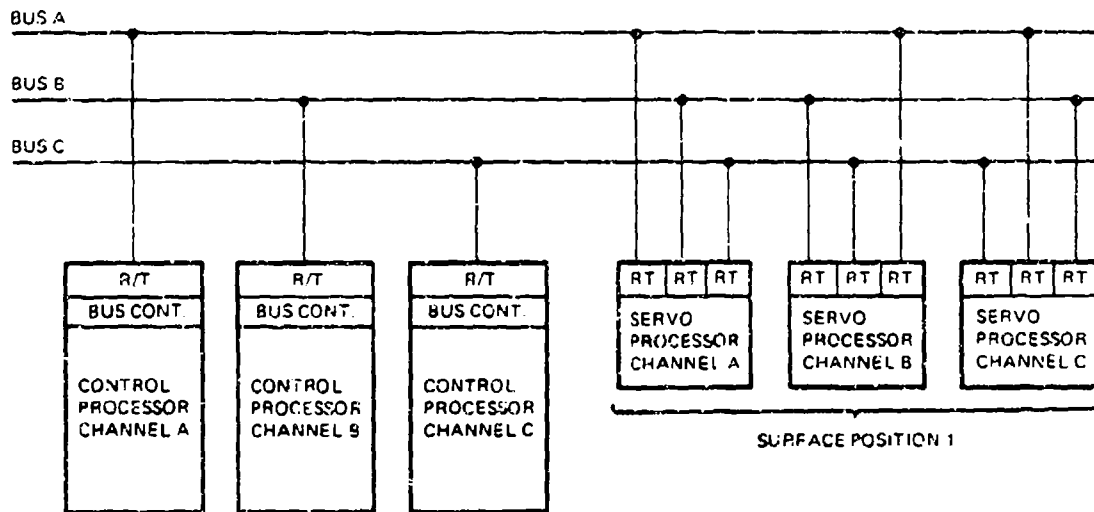 BUS A
BUS B
BUS C
R/T
BUS CONT.
CONTROL
PROCESSOR
CHANNEL A
R/T
BUS CONT.
CONTROL
PROCESSOR
CHANNEL B
R/T
BUS CONT.
CONTROL
PROCESSOR
CHANNEL C
RT RT RT
SERVO
PROCESSOR
CHANNEL A
RT RT RT
SERVO
PROCESSOR
CHANNEL B
RT RT RT
SERVO
PROCESSOR
CHANNEL C
SURFACE POSITION 1